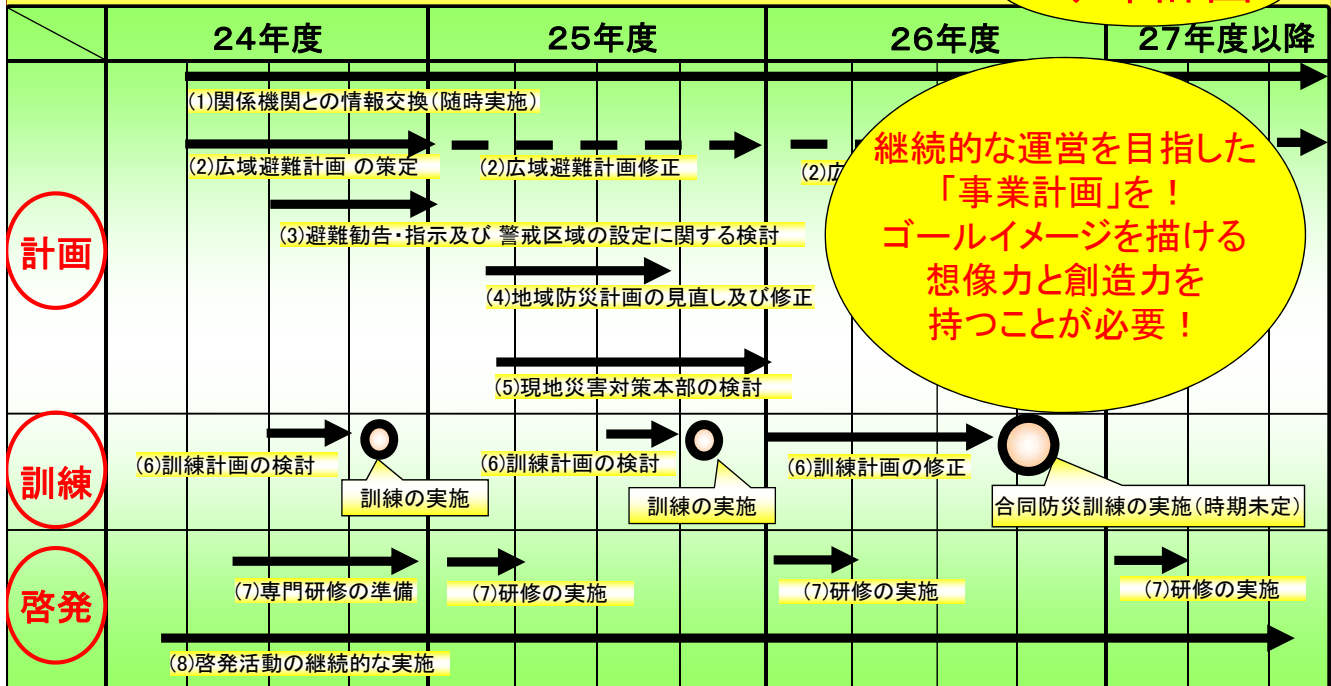 24年度
25年度
26年度
27年度以降
計画
(1)関係機関との情報交換(随時実施)
(2)広域避難計画 の策定
(2)広域避難計画修正
(2)広
(3)避難勧告・指示及び 警戒区域の設定に関する検討
(4)地域防災計画の見直し及び修正
(5)現地災害対策本部の検討
継続的な運営を目指した
「事業計画」を！
ゴールイメージを描ける
想像力と創造力を
持つことが必要！
訓練
(6)訓練計画の検討
訓練の実施
(6)訓練計画の検討
訓練の実施
(6)訓練計画の修正
合同防災訓練の実施(時期未定)
啓発
(7)専門研修の準備
(7)研修の実施
(7)研修の実施
(7)研修の実施
(8)啓発活動の継続的な実施